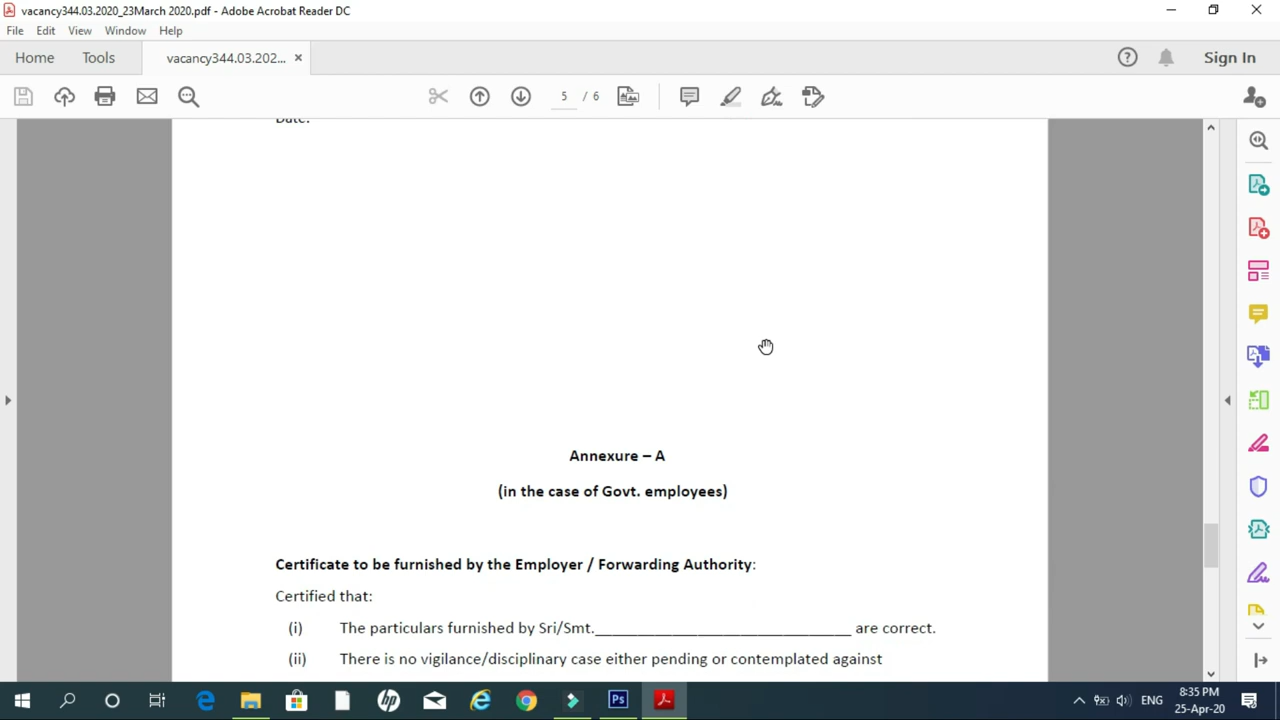 vacancy344.03.2020_23March 2020.pdf - Adobe Acrobat Reader DC
File Edit View Window Help
Home Tools vacancy344.03.202... × Sign In
5 / 6
Date:
Annexure – A
(in the case of Govt. employees)
Certificate to be furnished by the Employer / Forwarding Authority:
Certified that:
(i) The particulars furnished by Sri/Smt.______________________________ are correct.
(ii) There is no vigilance/disciplinary case either pending or contemplated against
Ps
ENG
8:35 PM
25-Apr-20